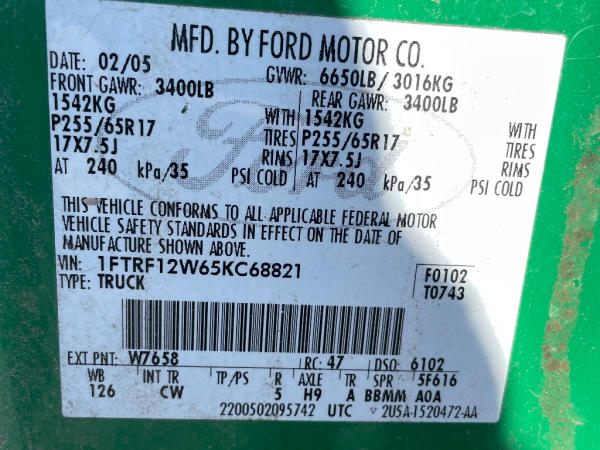 MFD. BY FORD MOTOR CO.
DATE: 02/05 GVWR: 6650LB/ 3016KG
FRONT GAWR: 3400LB REAR GAWR: 3400LB
1542KG WITH 1542KG WITH
P255/65R17 TIRES P255/65R17 TIRES
17X7.5J RIMS 17X7.5J RIMS
AT 240 kPa/35 PSI COLD AT 240 kPa/35 PSI COLD
THIS VEHICLE CONFORMS TO ALL APPLICABLE FEDERAL MOTOR
VEHICLE SAFETY STANDARDS IN EFFECT ON THE DATE OF
MANUFACTURE SHOWN ABOVE.
VIN: 1FTRF12W65KC68821 F0102
TYPE: TRUCK T0743
EXT PNT: W7658 RC: 47 DSO: 6102
WB INT TR TP/PS R AXLE TR SPR 5F616
126 CW 5 H9 A BBMM A0A
2200502095742 UTC 2U5A-1520472-AA
Ford